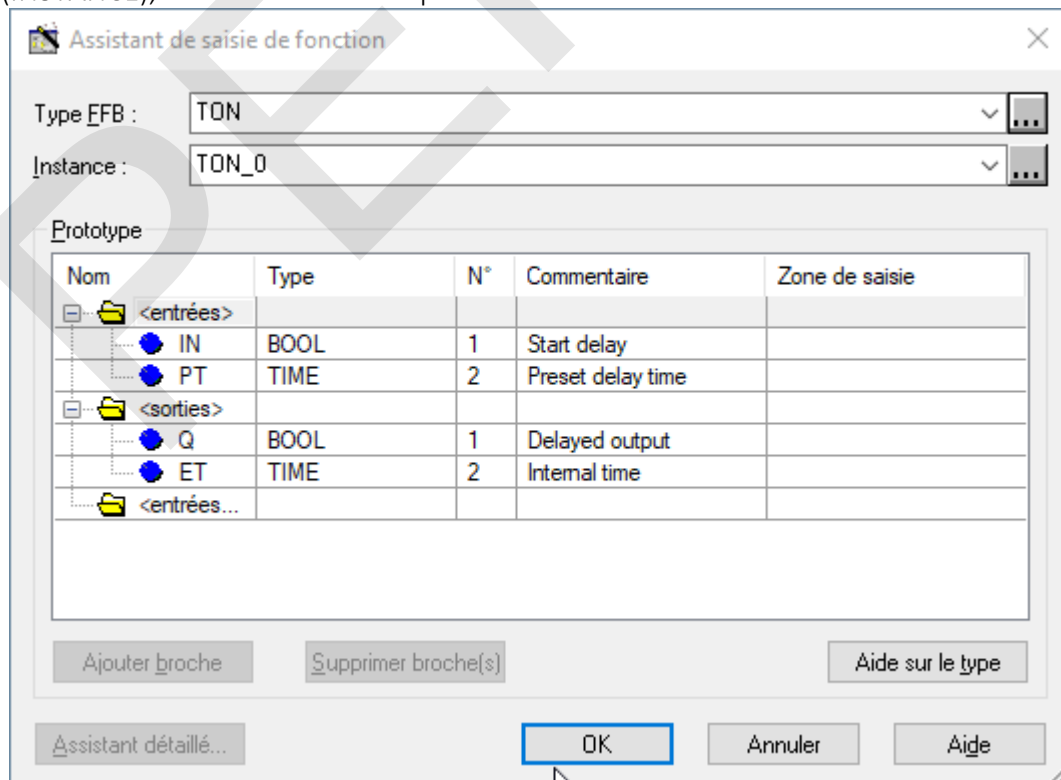 Assistant de saisie de fonction
Type FFB : TON ...
Instance : TON_0 ...
Prototype
Nom Type N° Commentaire Zone de saisie
<entrées>
IN BOOL 1 Start delay
PT TIME 2 Preset delay time
<sorties>
Q BOOL 1 Delayed output
ET TIME 2 Internal time
<entrées...
Ajouter broche Supprimer broche(s) Aide sur le type
Assistant détaillé... OK Annuler Aide